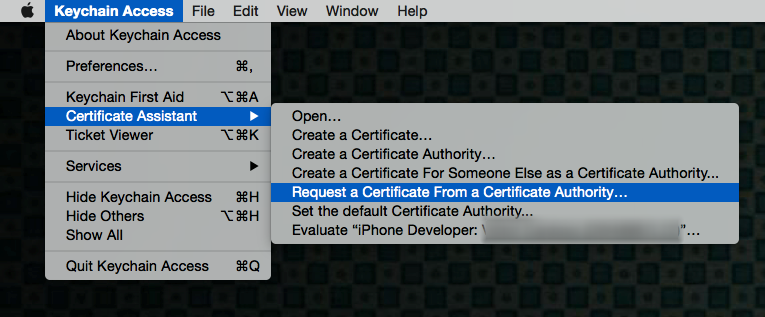 Keychain Access File Edit View Window Help
About Keychain Access
Preferences... ⌘,
Keychain First Aid ⌥⌘A
Certificate Assistant ▶
Ticket Viewer ⌥⌘K
Services ▶
Hide Keychain Access ⌘H
Hide Others ⌥⌘H
Show All
Quit Keychain Access ⌘Q
Open...
Create a Certificate...
Create a Certificate Authority...
Create a Certificate For Someone Else as a Certificate Authority...
Request a Certificate From a Certificate Authority...
Set the default Certificate Authority...
Evaluate “iPhone Developer: ”...